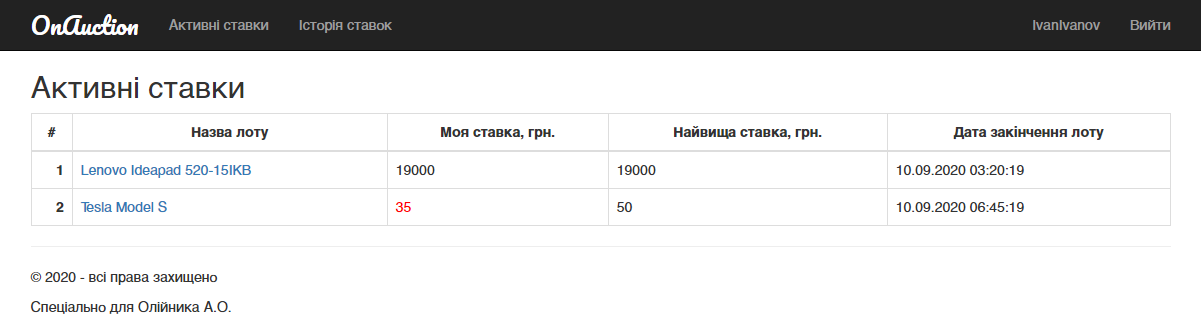 OnAuction Активні ставки Історія ставок IvanIvanov Вийти
Активні ставки
# Назва лоту Моя ставка, грн. Найвища ставка, грн. Дата закінчення лоту
1 Lenovo Ideapad 520-15IKB 19000 19000 10.09.2020 03:20:19
2 Tesla Model S 35 50 10.09.2020 06:45:19
© 2020 - всі права захищено
Спеціально для Олійника А.О.